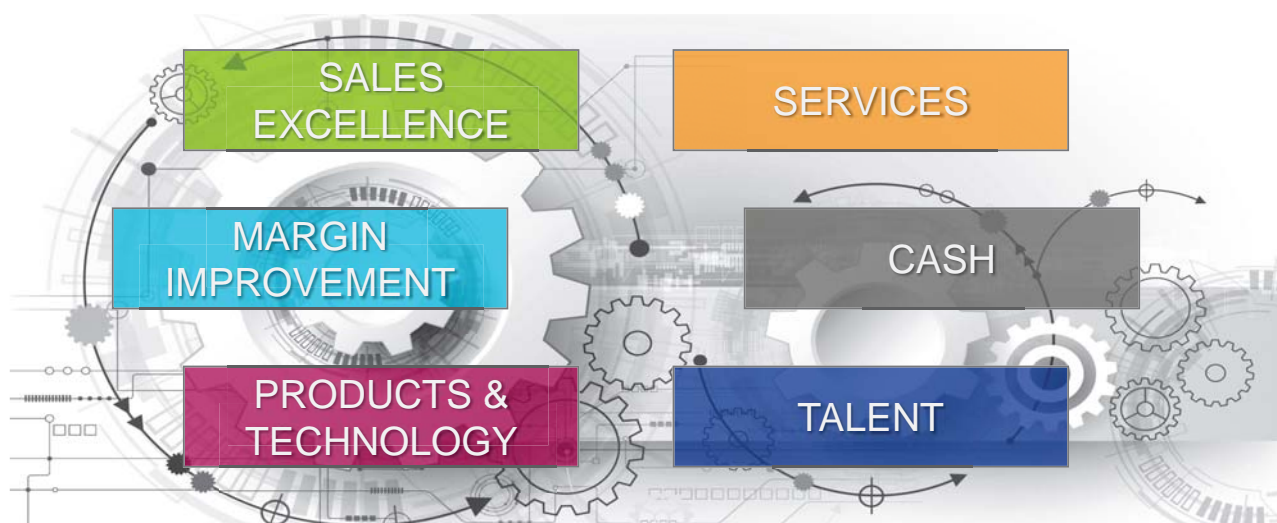 SALES
EXCELLENCE
SERVICES
MARGIN
IMPROVEMENT
CASH
PRODUCTS &
TECHNOLOGY
TALENT